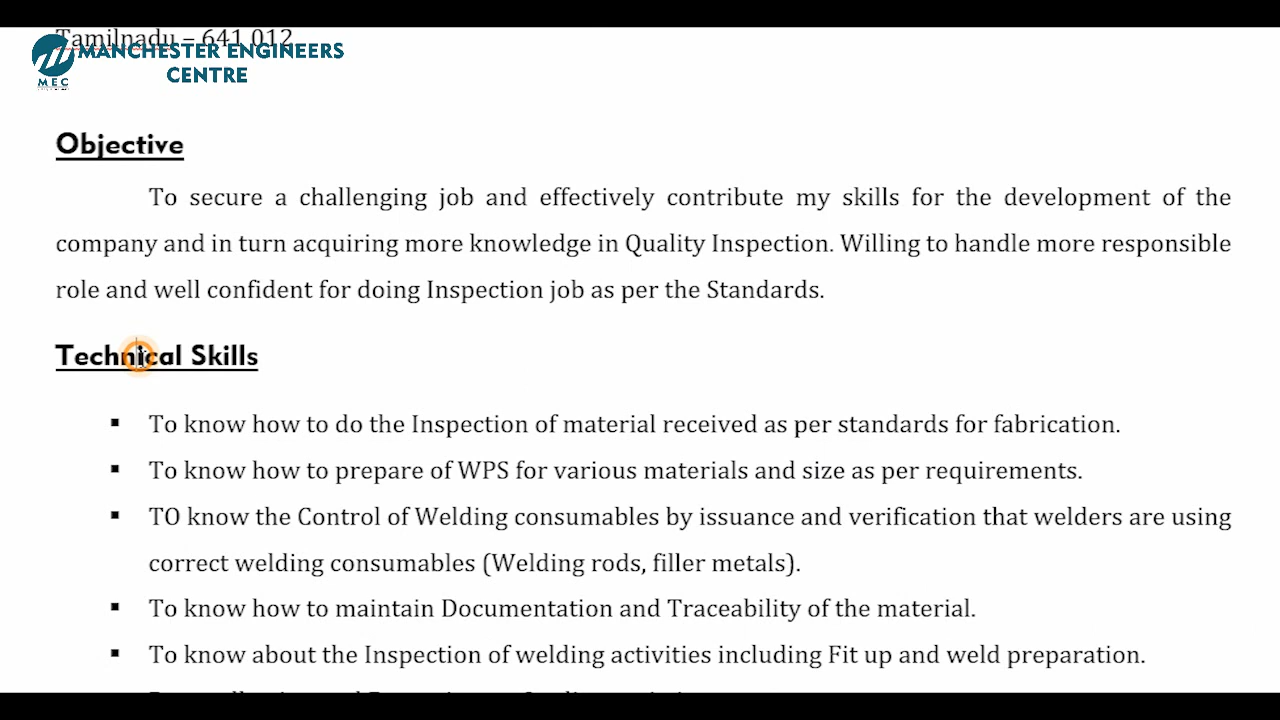 Tamilnadu – 641 012
MANCHESTER ENGINEERS
CENTRE
MEC
Objective
To secure a challenging job and effectively contribute my skills for the development of the
company and in turn acquiring more knowledge in Quality Inspection. Willing to handle more responsible
role and well confident for doing Inspection job as per the Standards.
Technical Skills
▪ To know how to do the Inspection of material received as per standards for fabrication.
▪ To know how to prepare of WPS for various materials and size as per requirements.
▪ TO know the Control of Welding consumables by issuance and verification that welders are using
correct welding consumables (Welding rods, filler metals).
▪ To know how to maintain Documentation and Traceability of the material.
▪ To know about the Inspection of welding activities including Fit up and weld preparation.